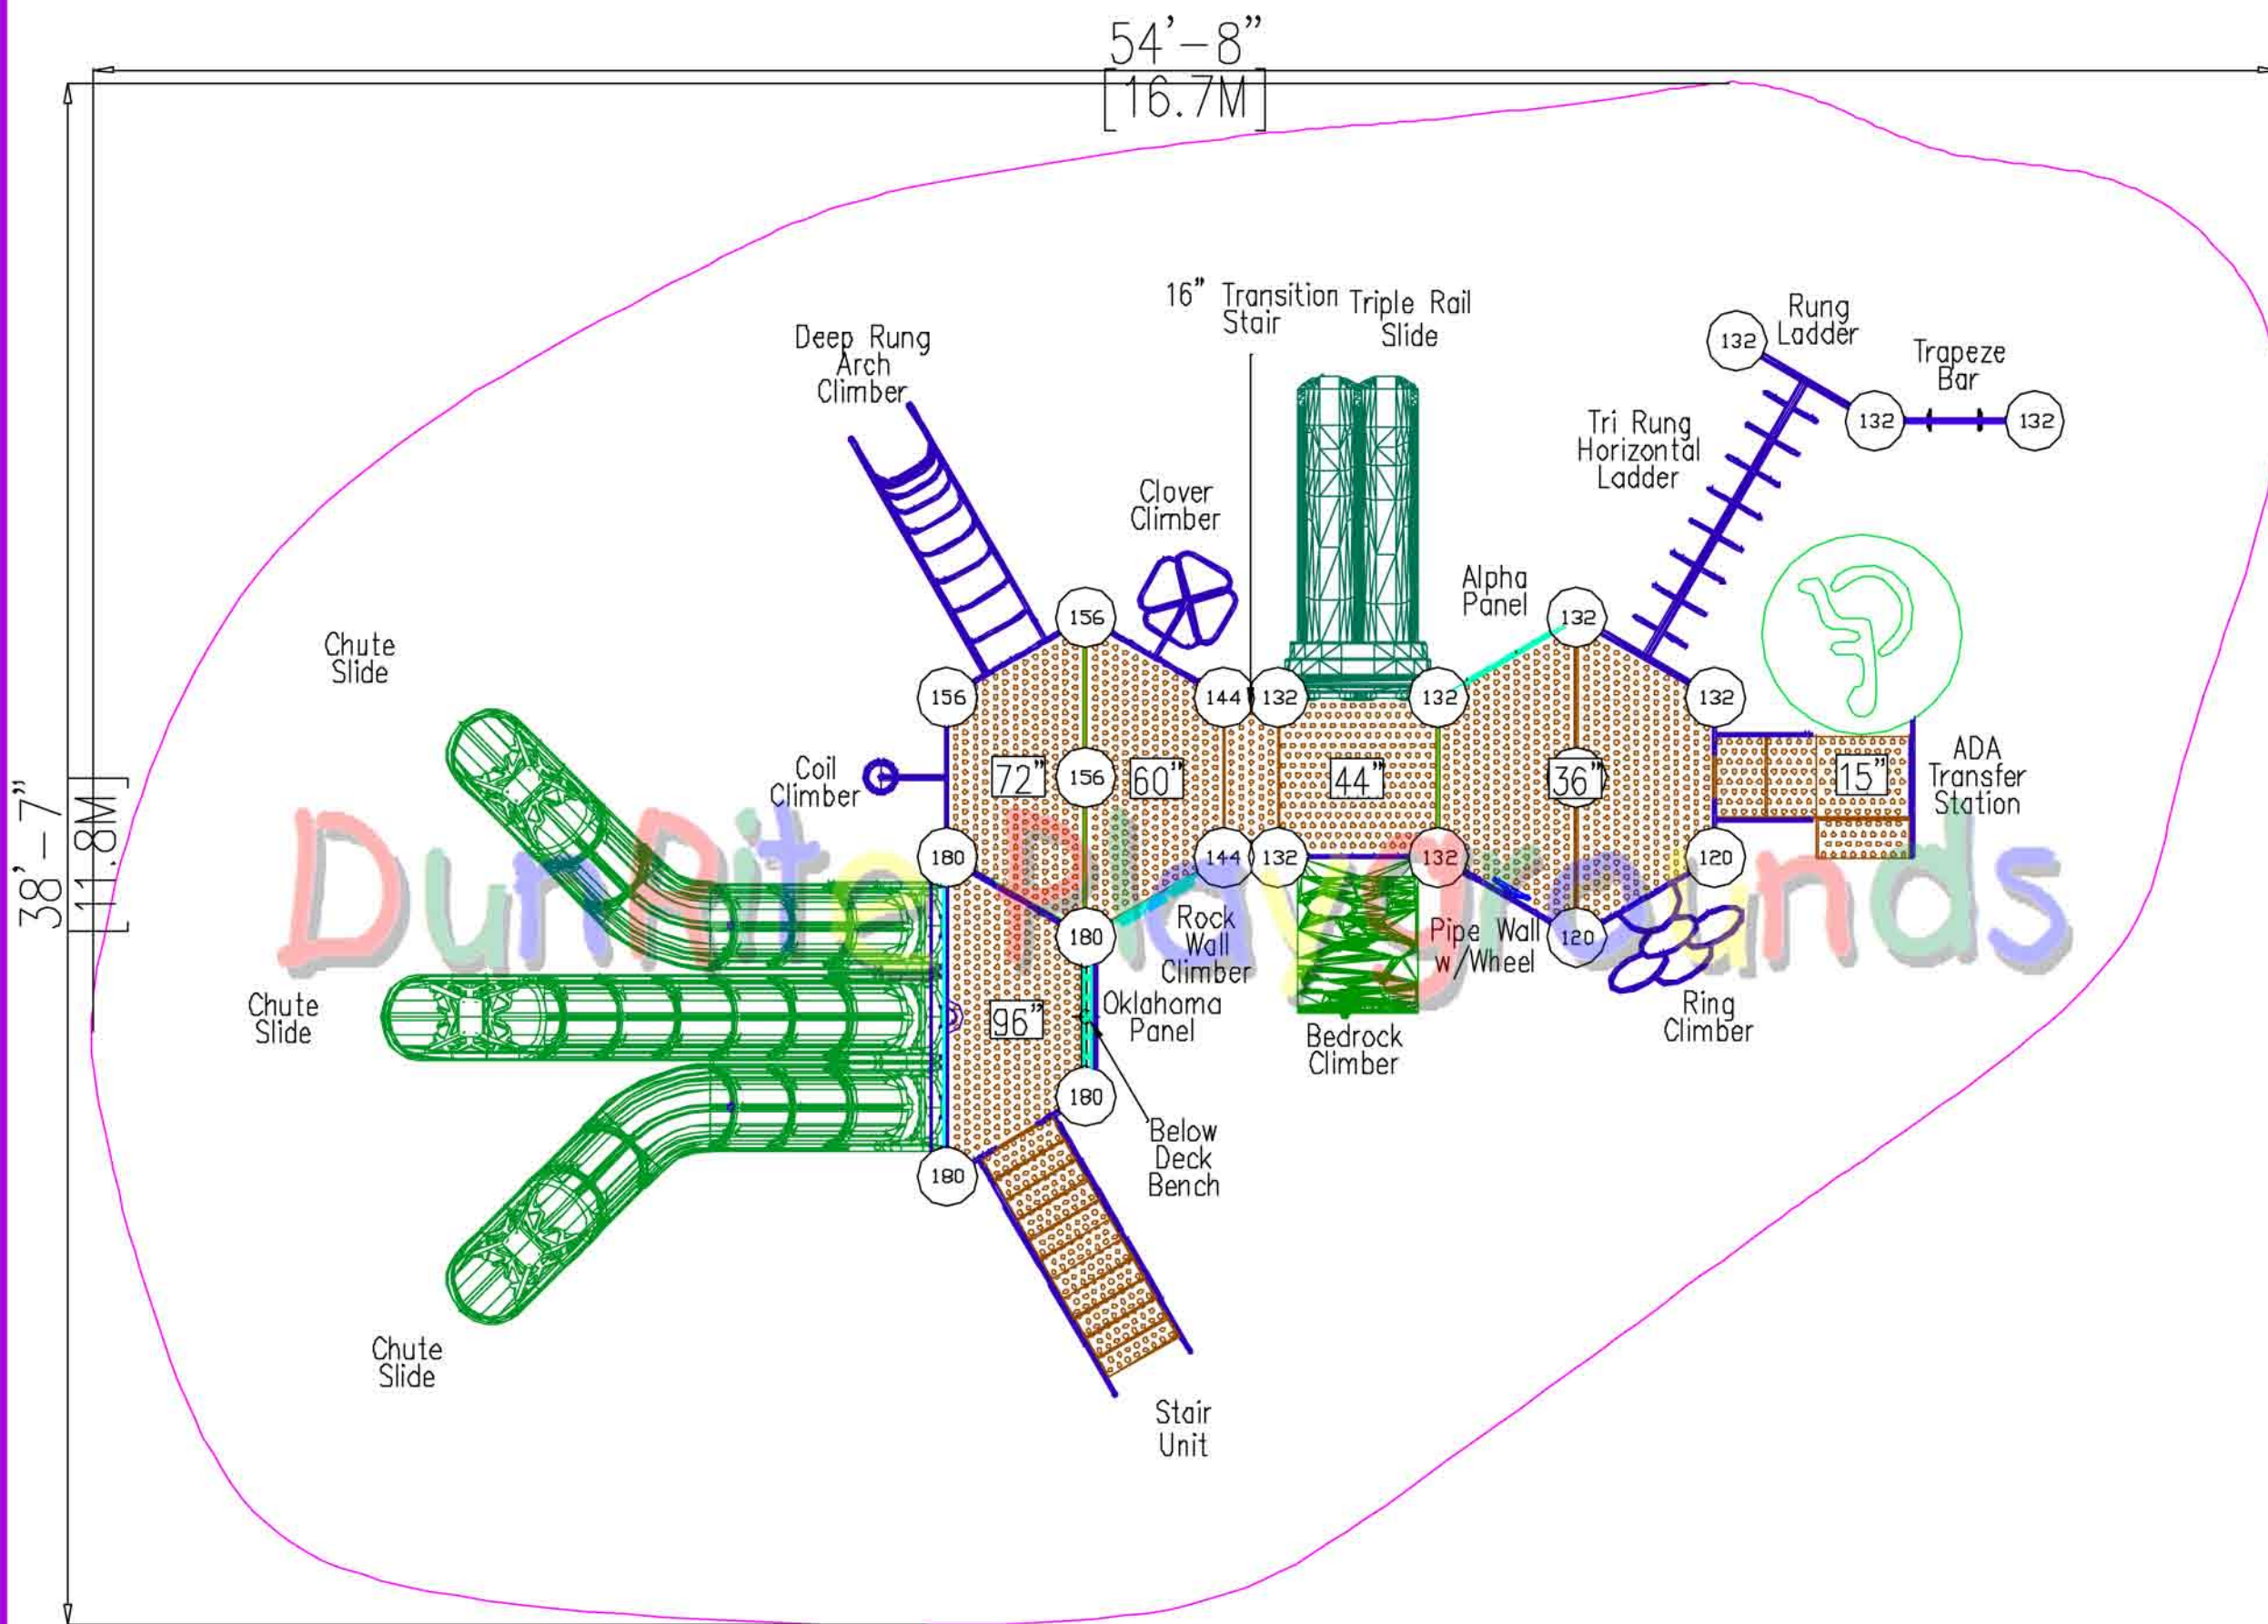 54'-8"
[16.7M]
38'-7"
[11.8M]
16" Transition
Stair
Triple Rail
Slide
Rung
Ladder
Trapeze
Bar
Deep Rung
Arch
Climber
Tri Rung
Horizontal
Ladder
Clover
Climber
Alpha
Panel
Chute
Slide
Coil
Climber
ADA
Transfer
Station
132
132
132
156
132
156
144
132
132
132
72"
156
60"
44"
36"
15"
180
144
132
132
120
180
120
DunRite Playgrounds
Rock
Wall
Climber
Pipe Wall
w/Wheel
Chute
Slide
96"
Oklahoma
Panel
Bedrock
Climber
Ring
Climber
180
180
Below
Deck
Bench
Chute
Slide
Stair
Unit